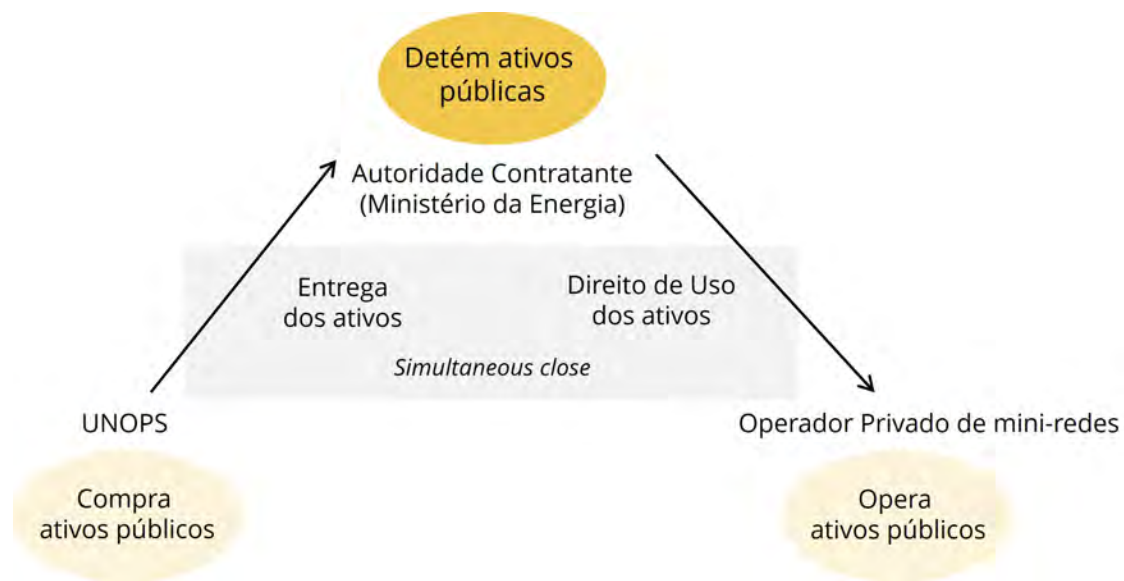 Detém ativos
públicas
Autoridade Contratante
(Ministério da Energia)
Entrega
dos ativos
Direito de Uso
dos ativos
Simultaneous close
UNOPS
Operador Privado de mini-redes
Compra
ativos públicos
Opera
ativos públicos